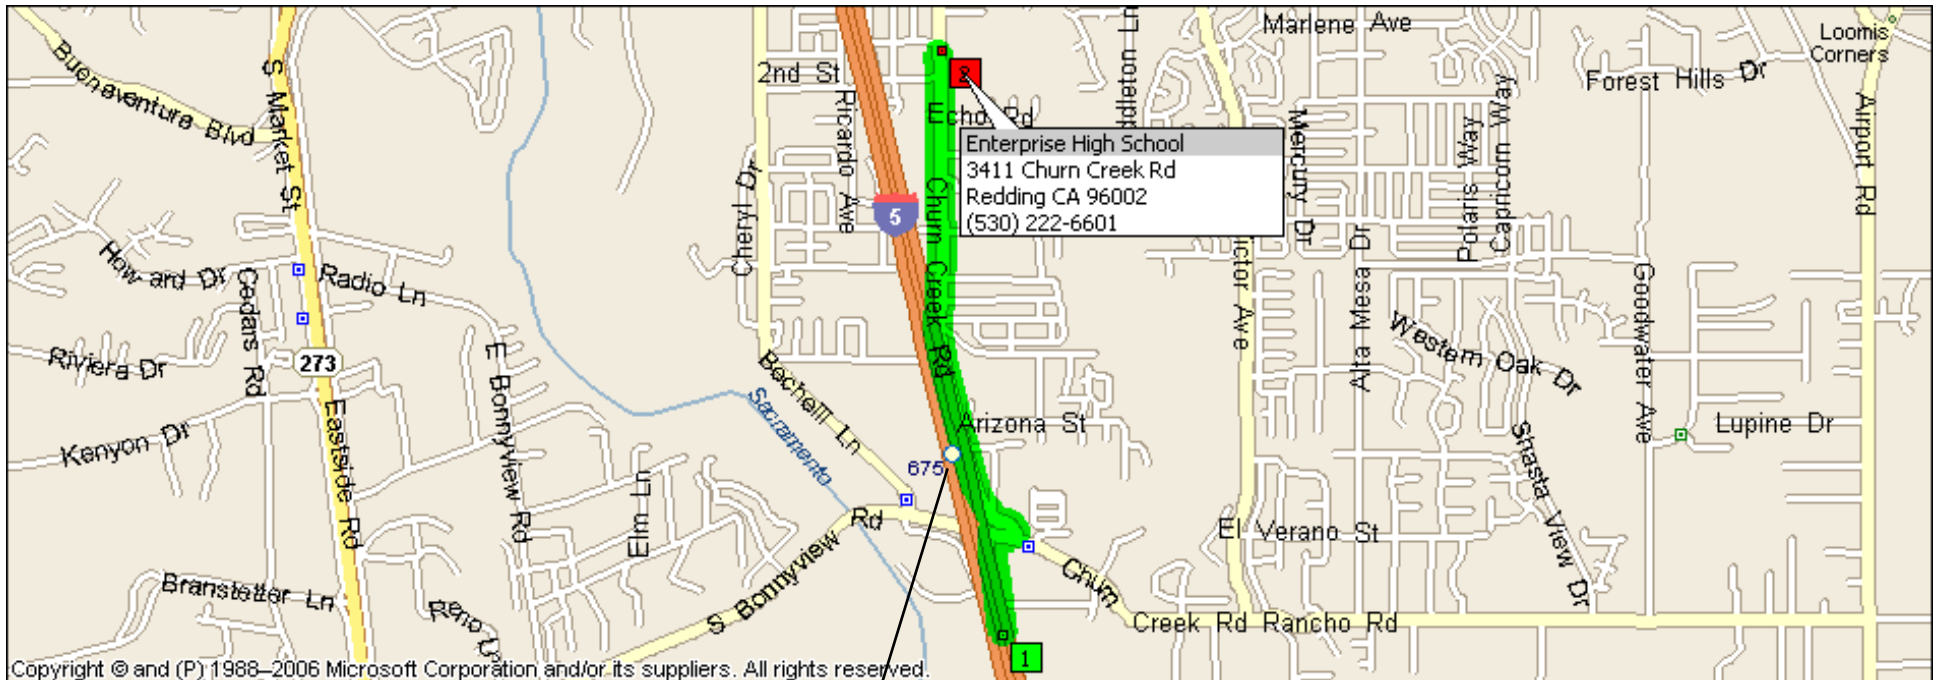 Marlene Ave
Loomis
Corners
Buenaventure Blvd
S Market St
2nd St
2
Forest Hills Dr
Echo Rd
Enterprise High School
3411 Churn Creek Rd
Redding CA 96002
(530) 222-6601
Ricardo Ave
Mercury Dr
Polaris Way
Capricorn Way
Airport Rd
Cheryl Dr
5
Churn Creek Rd
Howard Dr
Cedars Rd
Radio Ln
Alta Mesa Dr
Goodwater Ave
Western Oak Dr
Riviera Dr
273
E Bonnyview Rd
Bechelli Ln
Sacramento
Arizona St
Lupine Dr
Kenyon Dr
Eastside Rd
675
Shasta View Dr
Elm Ln
Rd
El Verano St
S Bonnyview
Churn
Branstetter Ln
Creek Rd Rancho Rd
1
Copyright © and (P) 1988–2006 Microsoft Corporation and/or its suppliers. All rights reserved.